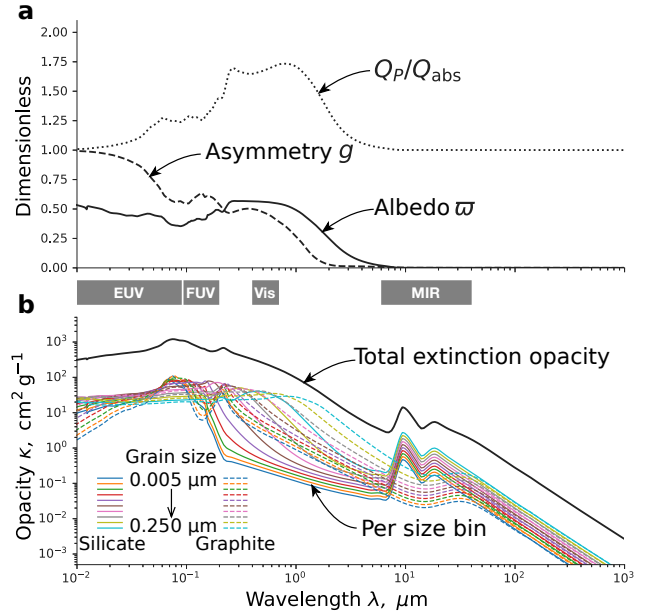 a
2.00
1.75
1.50
1.25
1.00
0.75
0.50
0.25
0.00
Dimensionless
Q_P/Q_abs
Asymmetry g
Albedo ϖ
EUV FUV Vis MIR
b
10³
10²
10¹
10⁰
10⁻¹
10⁻²
10⁻³
Opacity κ, cm² g⁻¹
Total extinction opacity
Grain size
0.005 μm
0.250 μm
Silicate Graphite
Per size bin
10⁻² 10⁻¹ 10⁰ 10¹ 10² 10³
Wavelength λ, μm